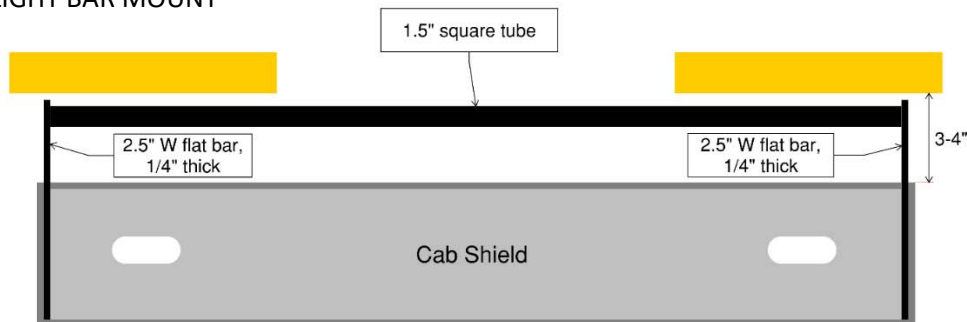 LIGHT BAR MOUNT
1.5" square tube
2.5" W flat bar,
1/4" thick
2.5" W flat bar,
1/4" thick
3-4"
Cab Shield